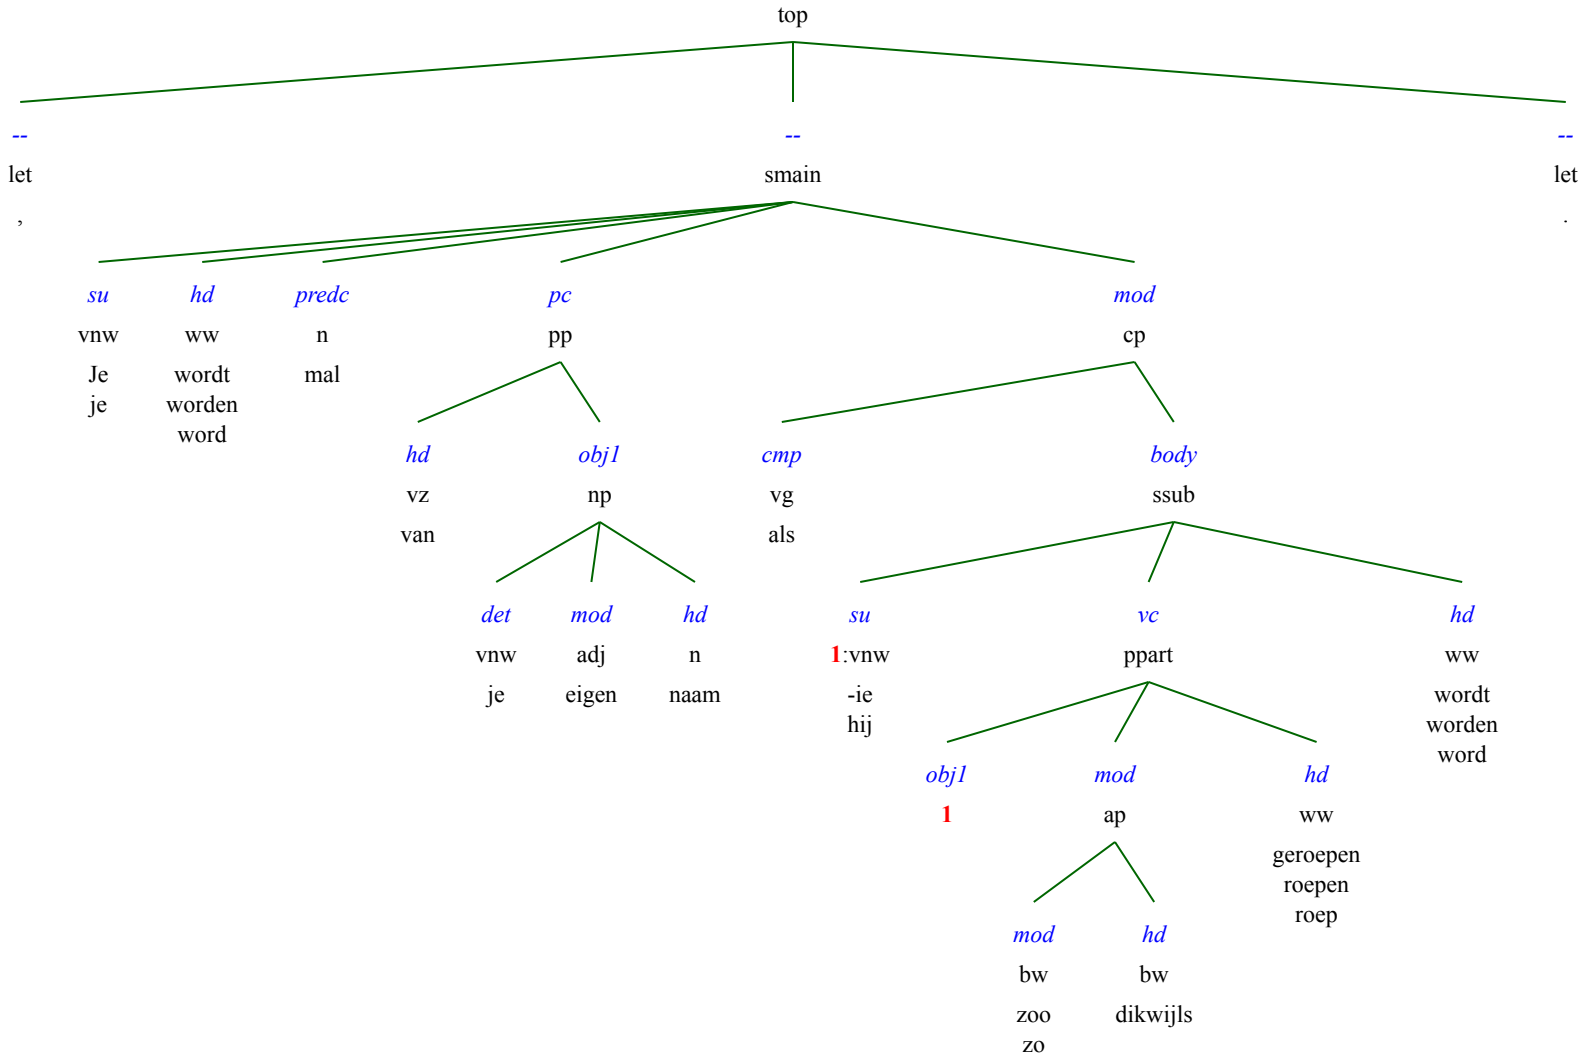 top
-- -- --
let smain let
, .
su hd predc pc mod
vnw ww n pp cp
Je wordt mal
je worden
word
hd obj1 cmp body
vz np vg ssub
van als
det mod hd su vc hd
vnw adj n 1:vnw ppart ww
je eigen naam -ie wordt
hij worden
word
obj1 mod hd
1 ap ww
geroepen
roepen
roep
mod hd
bw bw
zoo dikwijls
zo